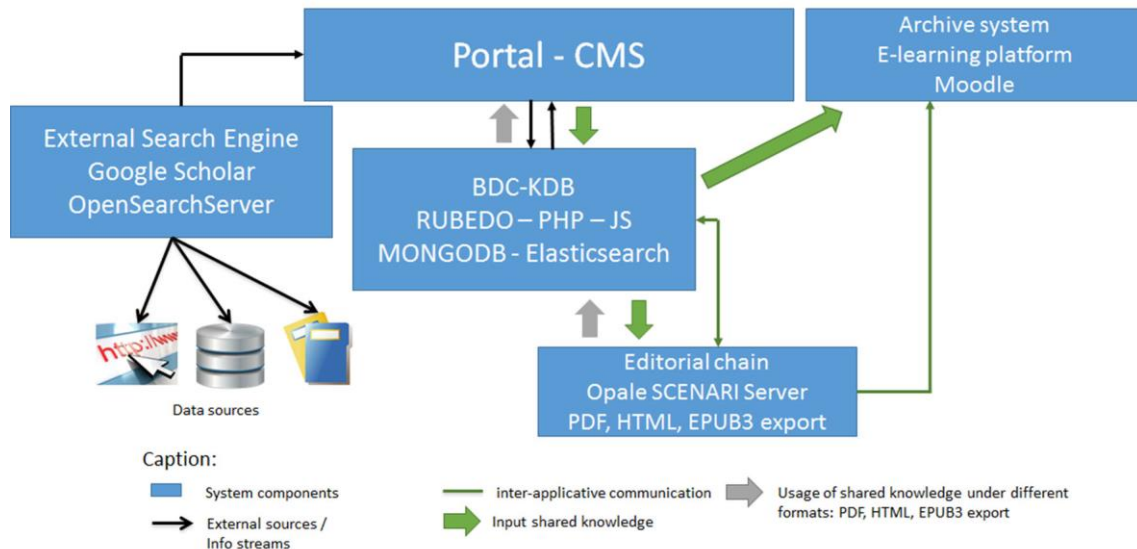 Portal - CMS
Archive system
E-learning platform
Moodle
External Search Engine
Google Scholar
OpenSearchServer
BDC-KDB
RUBEDO – PHP – JS
MONGODB - Elasticsearch
http://www
Data sources
Editorial chain
Opale SCENARI Server
PDF, HTML, EPUB3 export
Caption:
System components
External sources /
Info streams
inter-applicative communication
Input shared knowledge
Usage of shared knowledge under different
formats: PDF, HTML, EPUB3 export